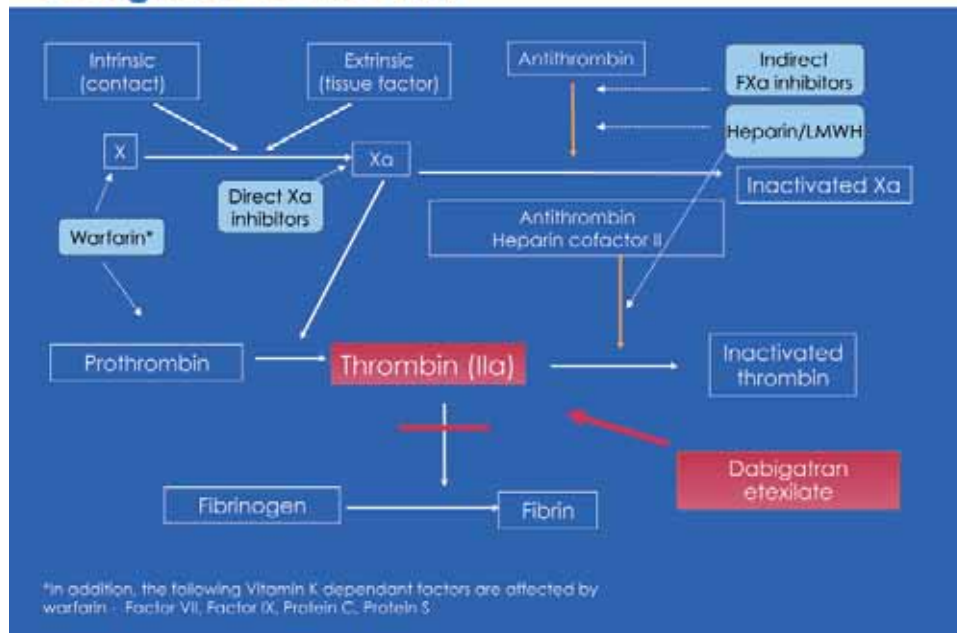 Intrinsic
(contact)
Extrinsic
(tissue factor)
Antithrombin
Indirect
FXa inhibitors
Heparin/LMWH
X
Xa
Inactivated Xa
Direct Xa
inhibitors
Antithrombin
Heparin cofactor II
Warfarin*
Prothrombin
Thrombin (IIa)
Inactivated
thrombin
Dabigatran
etexilate
Fibrinogen
Fibrin
*In addition, the following Vitamin K dependant factors are affected by
warfarin - Factor VII, Factor IX, Protein C, Protein S